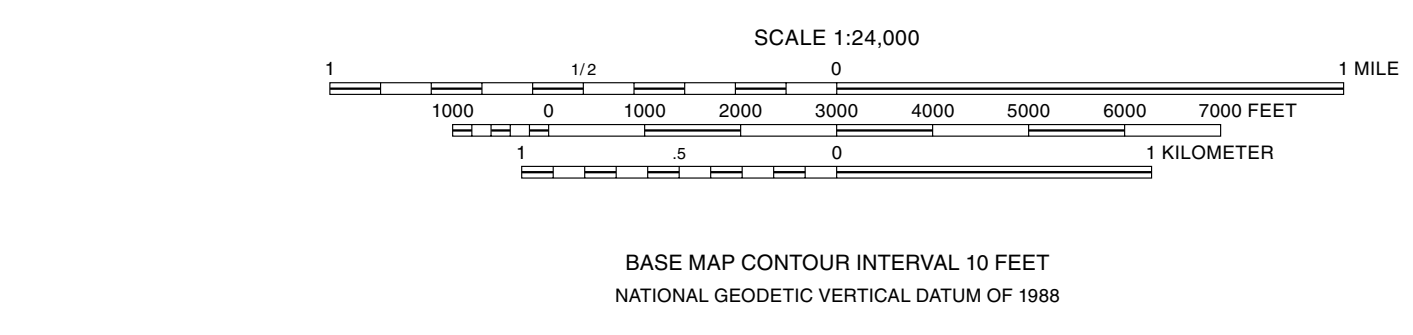 SCALE 1:24,000
1 1/2 0 1 MILE
1000 0 1000 2000 3000 4000 5000 6000 7000 FEET
1 .5 0 1 KILOMETER
BASE MAP CONTOUR INTERVAL 10 FEET
NATIONAL GEODETIC VERTICAL DATUM OF 1988